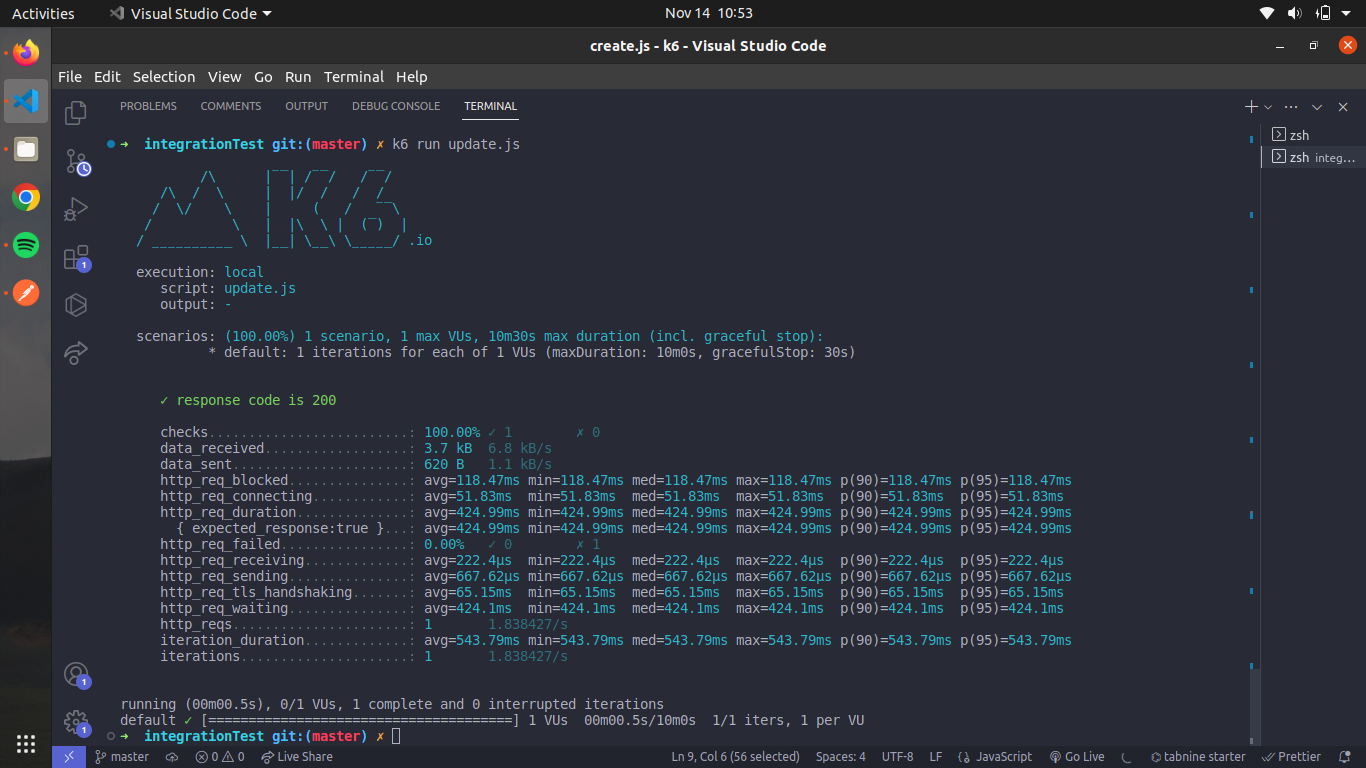 Activities Visual Studio Code Nov 14 10:53
create.js - k6 - Visual Studio Code
File Edit Selection View Go Run Terminal Help
PROBLEMS COMMENTS OUTPUT DEBUG CONSOLE TERMINAL
➜ integrationTest git:(master) ✗ k6 run update.js
zsh
zsh integ...
          /\      |‾‾| /‾‾/   /‾‾/
     /\  /  \     |  |/  /   /  /
    /  \/    \    |     (   /   ‾‾\
   /          \   |  |\  \ |  (‾)  |
  / __________ \  |__| \__\ \_____/ .io
execution: local
script: update.js
output: -
scenarios: (100.00%) 1 scenario, 1 max VUs, 10m30s max duration (incl. graceful stop):
* default: 1 iterations for each of 1 VUs (maxDuration: 10m0s, gracefulStop: 30s)
✓ response code is 200
checks.........................: 100.00% ✓ 1 ✗ 0
data_received..................: 3.7 kB 6.8 kB/s
data_sent......................: 620 B 1.1 kB/s
http_req_blocked...............: avg=118.47ms min=118.47ms med=118.47ms max=118.47ms p(90)=118.47ms p(95)=118.47ms
http_req_connecting............: avg=51.83ms min=51.83ms med=51.83ms max=51.83ms p(90)=51.83ms p(95)=51.83ms
http_req_duration..............: avg=424.99ms min=424.99ms med=424.99ms max=424.99ms p(90)=424.99ms p(95)=424.99ms
{ expected_response:true }...: avg=424.99ms min=424.99ms med=424.99ms max=424.99ms p(90)=424.99ms p(95)=424.99ms
http_req_failed................: 0.00% ✓ 0 ✗ 1
http_req_receiving.............: avg=222.4µs min=222.4µs med=222.4µs max=222.4µs p(90)=222.4µs p(95)=222.4µs
http_req_sending...............: avg=667.62µs min=667.62µs med=667.62µs max=667.62µs p(90)=667.62µs p(95)=667.62µs
http_req_tls_handshaking.......: avg=65.15ms min=65.15ms med=65.15ms max=65.15ms p(90)=65.15ms p(95)=65.15ms
http_req_waiting...............: avg=424.1ms min=424.1ms med=424.1ms max=424.1ms p(90)=424.1ms p(95)=424.1ms
http_reqs......................: 1 1.838427/s
iteration_duration.............: avg=543.79ms min=543.79ms med=543.79ms max=543.79ms p(90)=543.79ms p(95)=543.79ms
iterations.....................: 1 1.838427/s
running (00m00.5s), 0/1 VUs, 1 complete and 0 interrupted iterations
default ✓ [======================================] 1 VUs 00m00.5s/10m0s 1/1 iters, 1 per VU
➜ integrationTest git:(master) ✗
1
1
1
master 0 0 Live Share Ln 9, Col 6 (56 selected) Spaces: 4 UTF-8 LF {} JavaScript Go Live tabnine starter Prettier